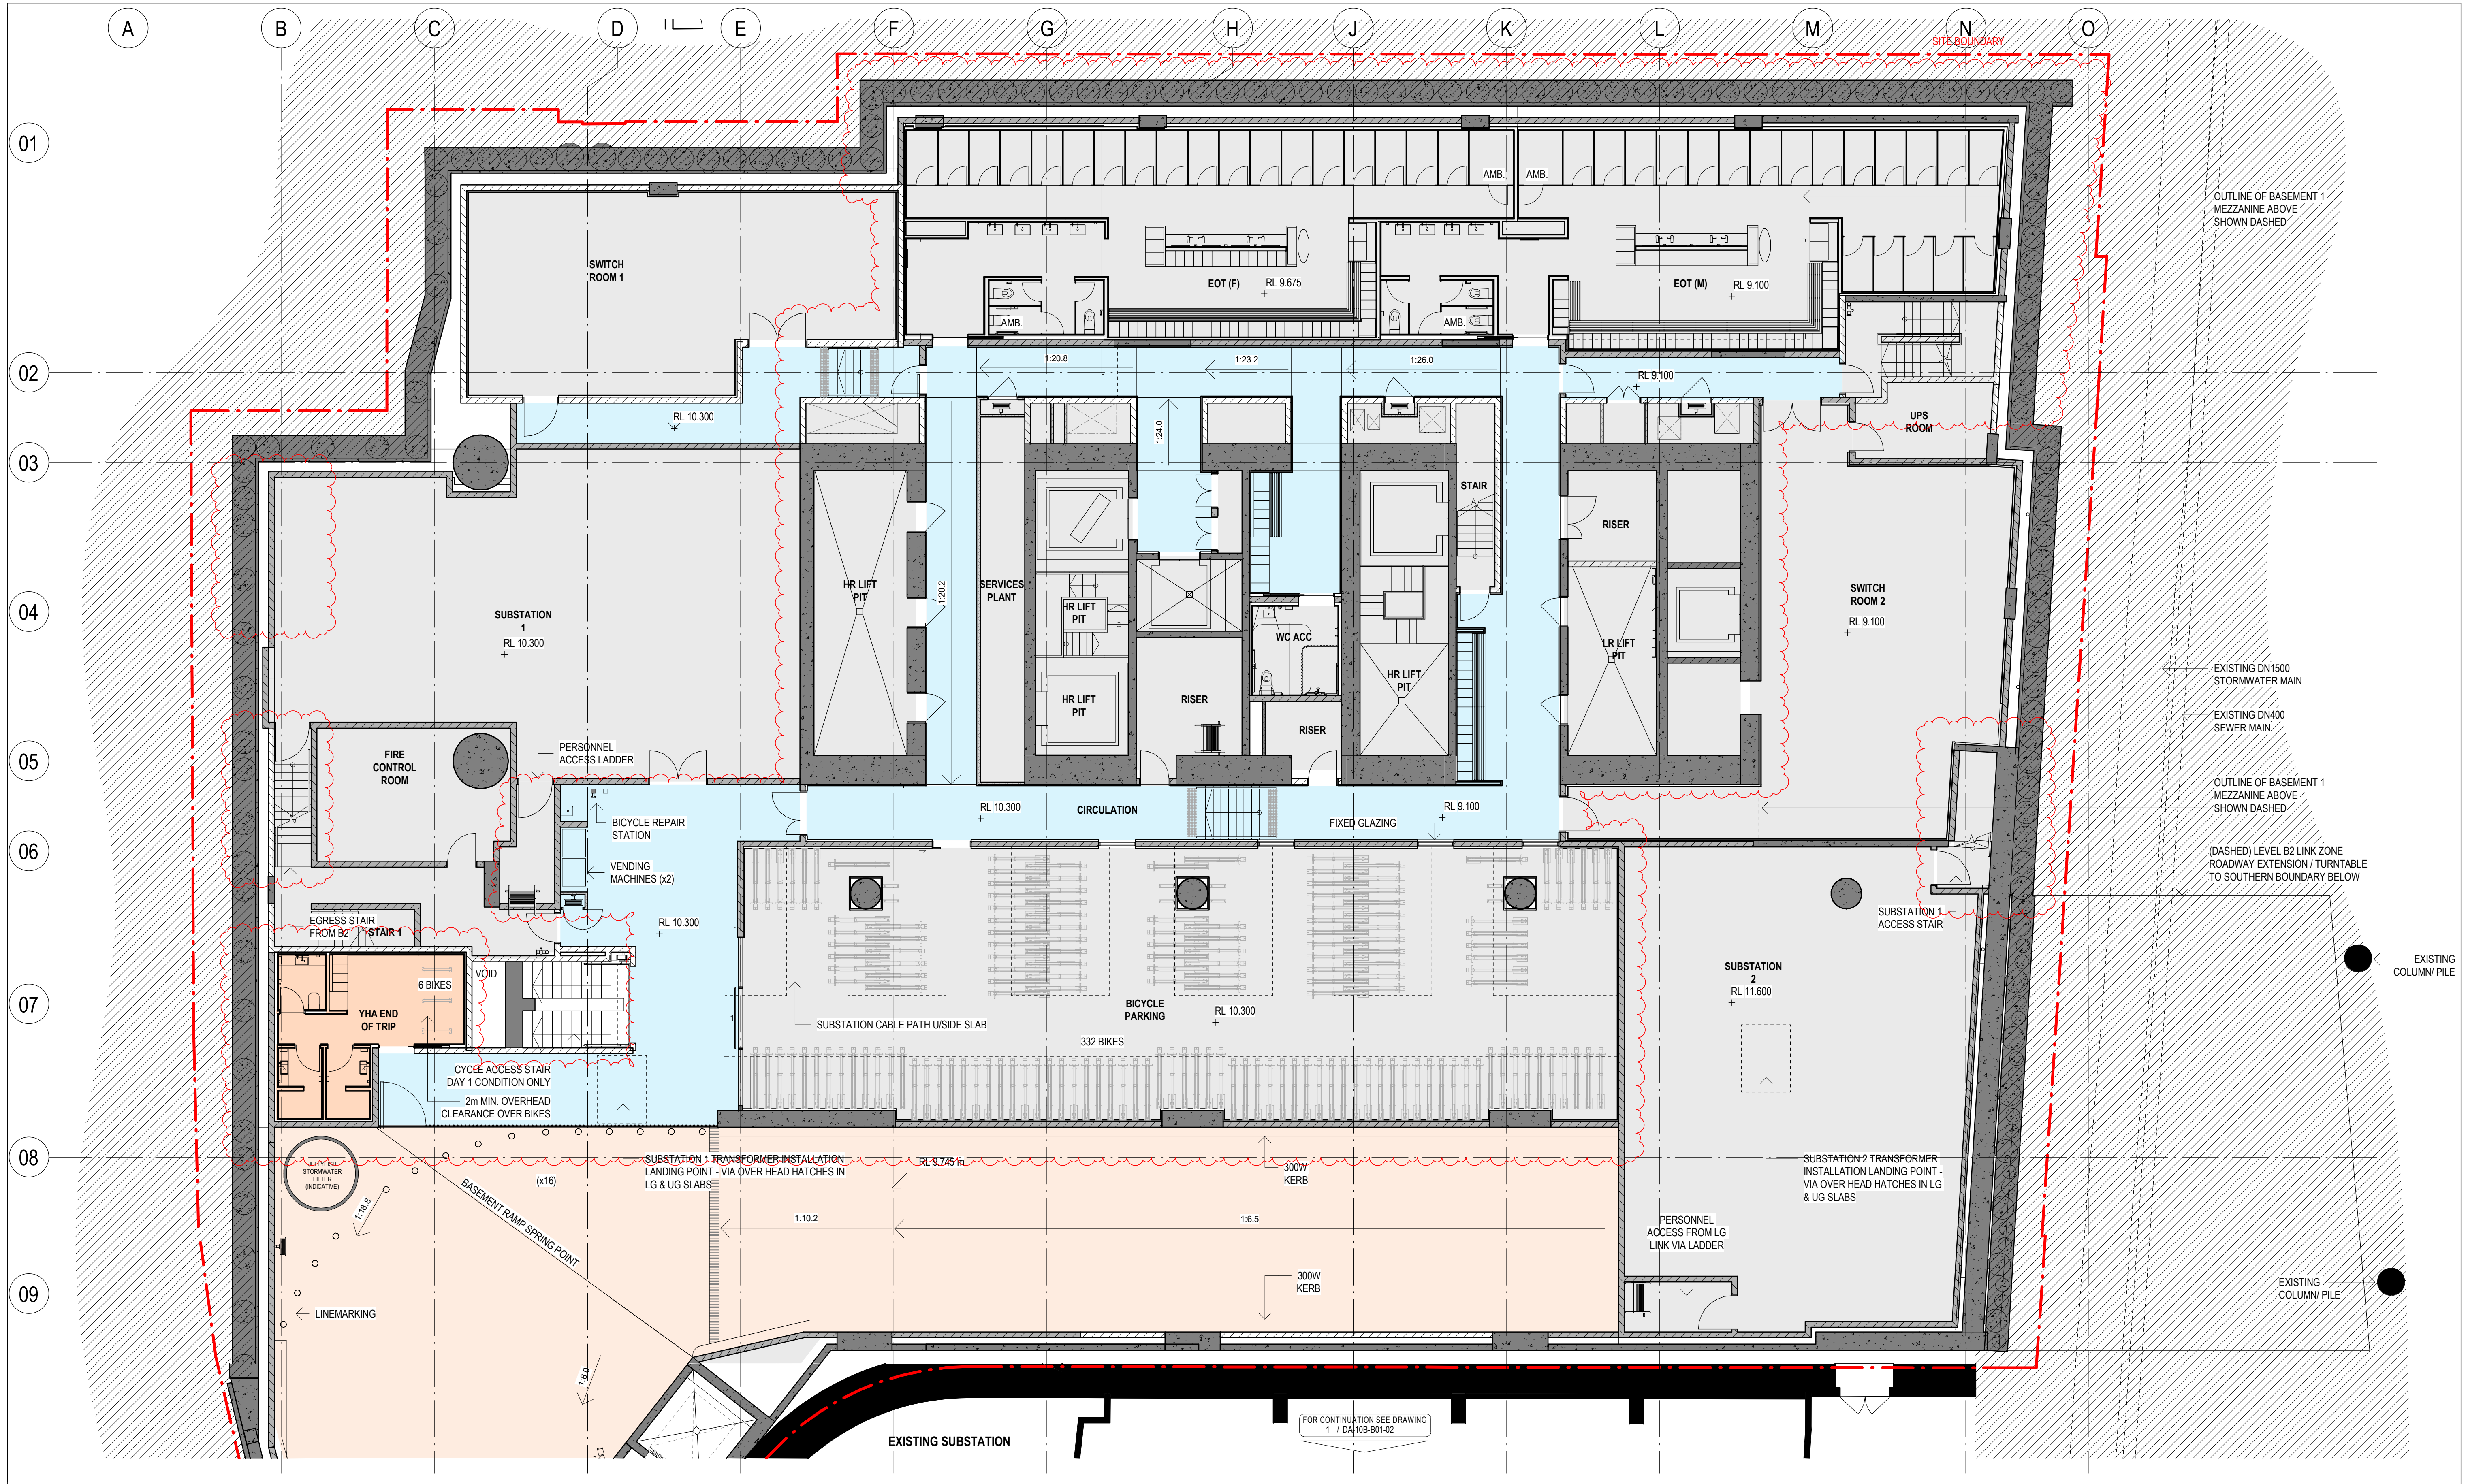 A
B
C
D
E
F
G
H
J
K
L
M
N
O
SITE BOUNDARY
01
02
03
04
05
06
07
08
09
SWITCH
ROOM 1
AMB.
AMB.
EOT (F)
RL 9.675
EOT (M)
RL 9.100
AMB.
AMB.
OUTLINE OF BASEMENT 1
MEZZANINE ABOVE
SHOWN DASHED
1:20.8
1:23.2
1:26.0
RL 9.100
RL 10.300
1:24.0
UPS
ROOM
STAIR
RISER
HR LIFT
PIT
1:20.2
SERVICES
PLANT
HR LIFT
PIT
SUBSTATION
1
RL 10.300
WC ACC
LR LIFT
PIT
SWITCH
ROOM 2
RL 9.100
HR LIFT
PIT
HR LIFT
PIT
RISER
RISER
EXISTING DN1500
STORMWATER MAIN
EXISTING DN400
SEWER MAIN
FIRE
CONTROL
ROOM
PERSONNEL
ACCESS LADDER
BICYCLE REPAIR
STATION
RL 10.300
CIRCULATION
RL 9.100
FIXED GLAZING
OUTLINE OF BASEMENT 1
MEZZANINE ABOVE
SHOWN DASHED
VENDING
MACHINES (x2)
(DASHED) LEVEL B2 LINK ZONE
ROADWAY EXTENSION / TURNTABLE
TO SOUTHERN BOUNDARY BELOW
EGRESS STAIR
FROM B2
STAIR 1
RL 10.300
SUBSTATION 1
ACCESS STAIR
VOID
6 BIKES
YHA END
OF TRIP
SUBSTATION CABLE PATH U/SIDE SLAB
BICYCLE
PARKING
RL 10.300
332 BIKES
SUBSTATION
2
RL 11.600
EXISTING
COLUMN/ PILE
CYCLE ACCESS STAIR
DAY 1 CONDITION ONLY
2m MIN. OVERHEAD
CLEARANCE OVER BIKES
JELLYFISH
STORMWATER
FILTER
(INDICATIVE)
1:18.8
(x16)
BASEMENT RAMP SPRING POINT
SUBSTATION 1 TRANSFORMER INSTALLATION
LANDING POINT - VIA OVER HEAD HATCHES IN
LG & UG SLABS
RL 9.745 m
300W
KERB
SUBSTATION 2 TRANSFORMER
INSTALLATION LANDING POINT -
VIA OVER HEAD HATCHES IN LG
& UG SLABS
1:10.2
1:6.5
PERSONNEL
ACCESS FROM LG
LINK VIA LADDER
300W
KERB
LINEMARKING
EXISTING
COLUMN/ PILE
1:8.0
EXISTING SUBSTATION
FOR CONTINUATION SEE DRAWING
1 / DA-10B-B01-02